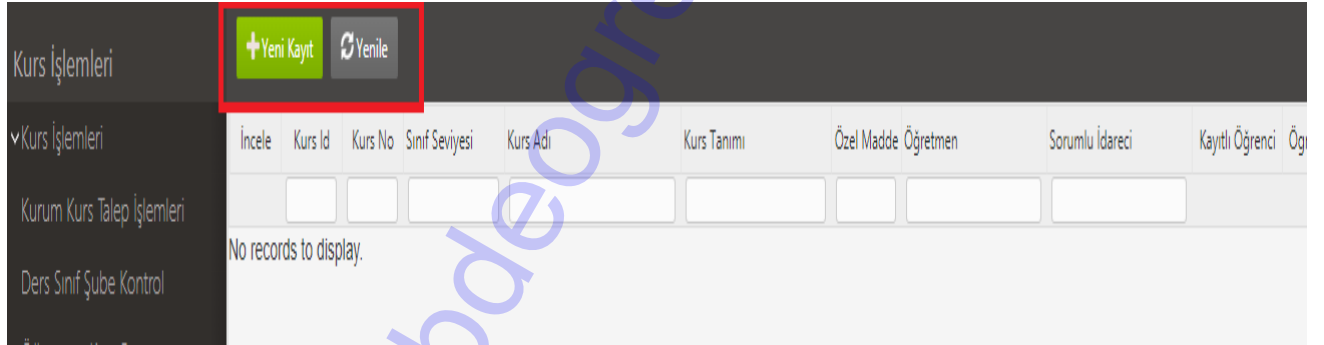 +Yeni Kayıt Yenile
Kurs İşlemleri
Kurs İşlemleri
İncele Kurs Id Kurs No Sınıf Seviyesi Kurs Adı Kurs Tanımı Özel Madde Öğretmen Sorumlu İdareci Kayıtlı Öğrenci
Kurum Kurs Talep İşlemleri
No records to display.
Ders Sınıf Şube Kontrol